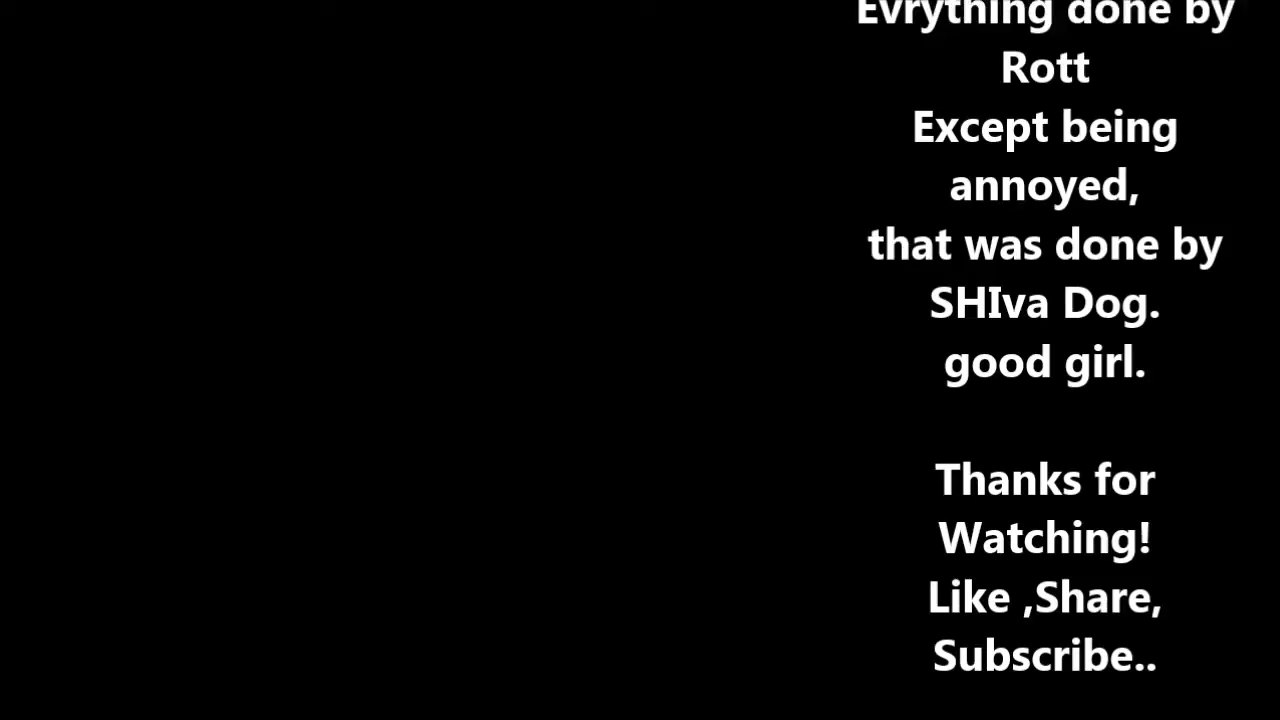 Evrything done by
Rott
Except being
annoyed,
that was done by
SHIva Dog.
good girl.
Thanks for
Watching!
Like ,Share,
Subscribe..